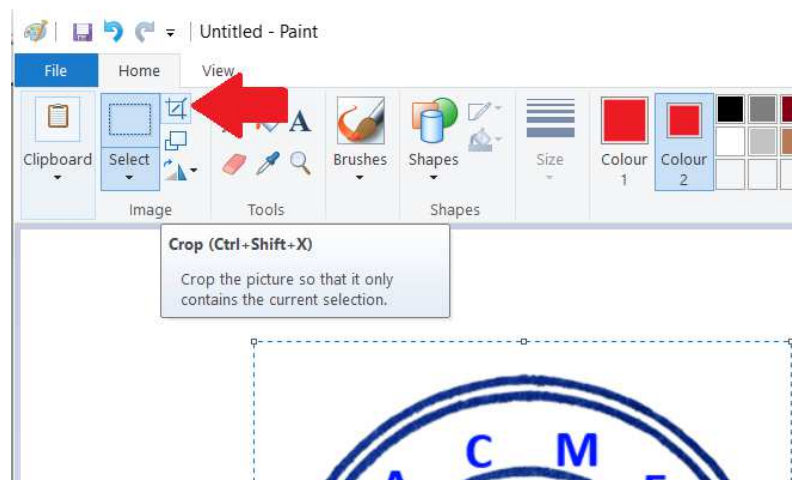 Untitled - Paint
File Home View
A
Clipboard Select Brushes Shapes Size Colour 1 Colour 2
Image Tools Shapes
Crop (Ctrl+Shift+X)
Crop the picture so that it only
contains the current selection.
A C M E